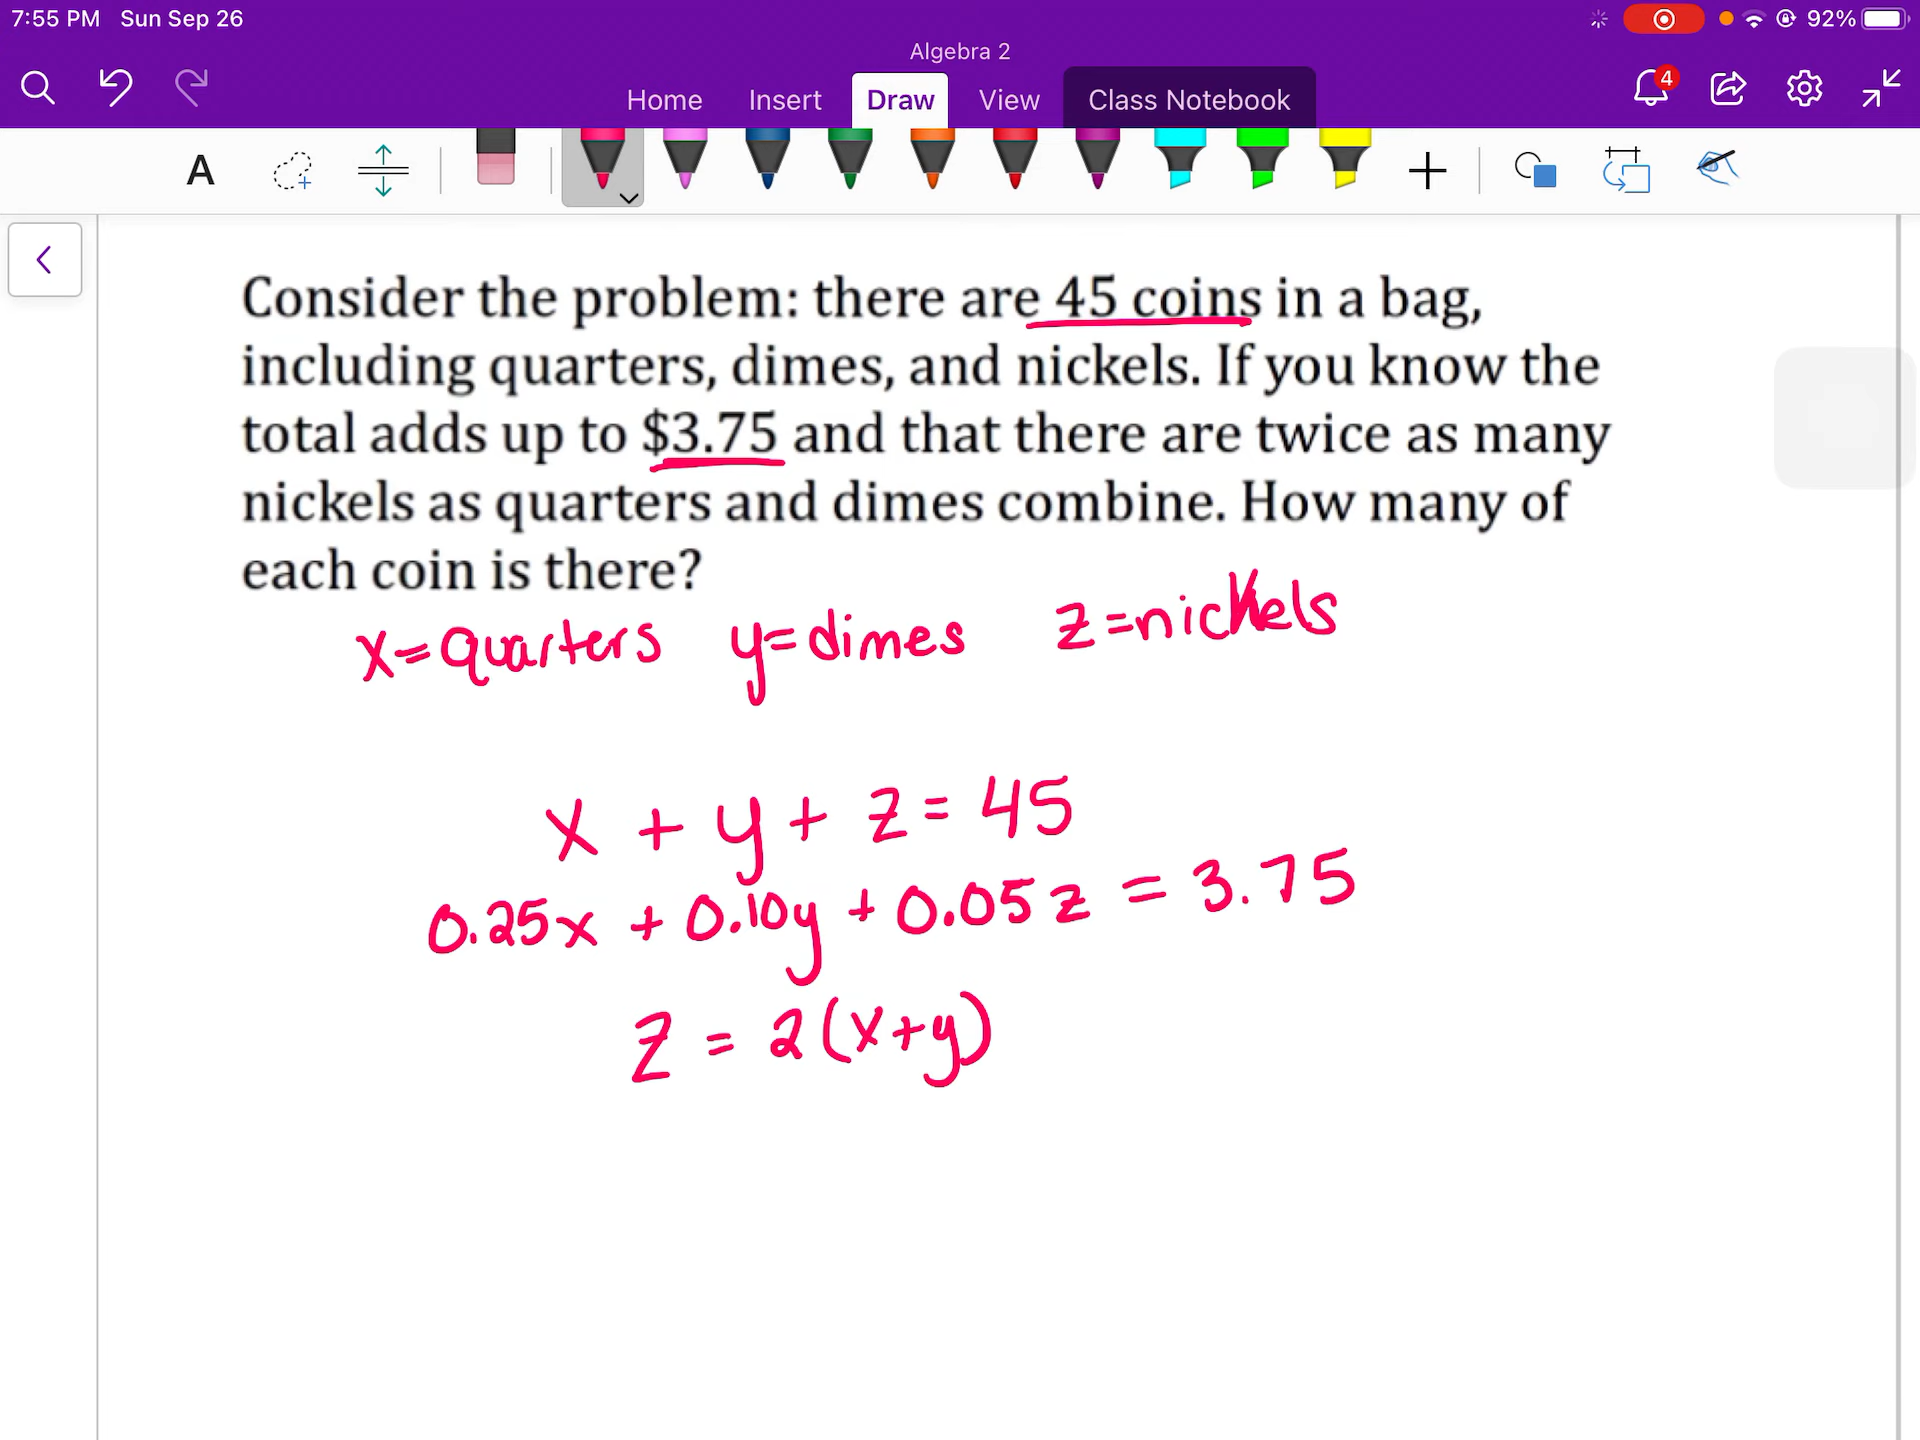 7:55 PM Sun Sep 26
92%
Algebra 2
4
Home Insert Draw View Class Notebook
A
Consider the problem: there are 45 coins in a bag,
including quarters, dimes, and nickels. If you know the
total adds up to $3.75 and that there are twice as many
nickels as quarters and dimes combine. How many of
each coin is there?
x=quarters y=dimes z=nickels
x + y + z = 45
0.25x + 0.10y + 0.05z = 3.75
z = 2(x+y)